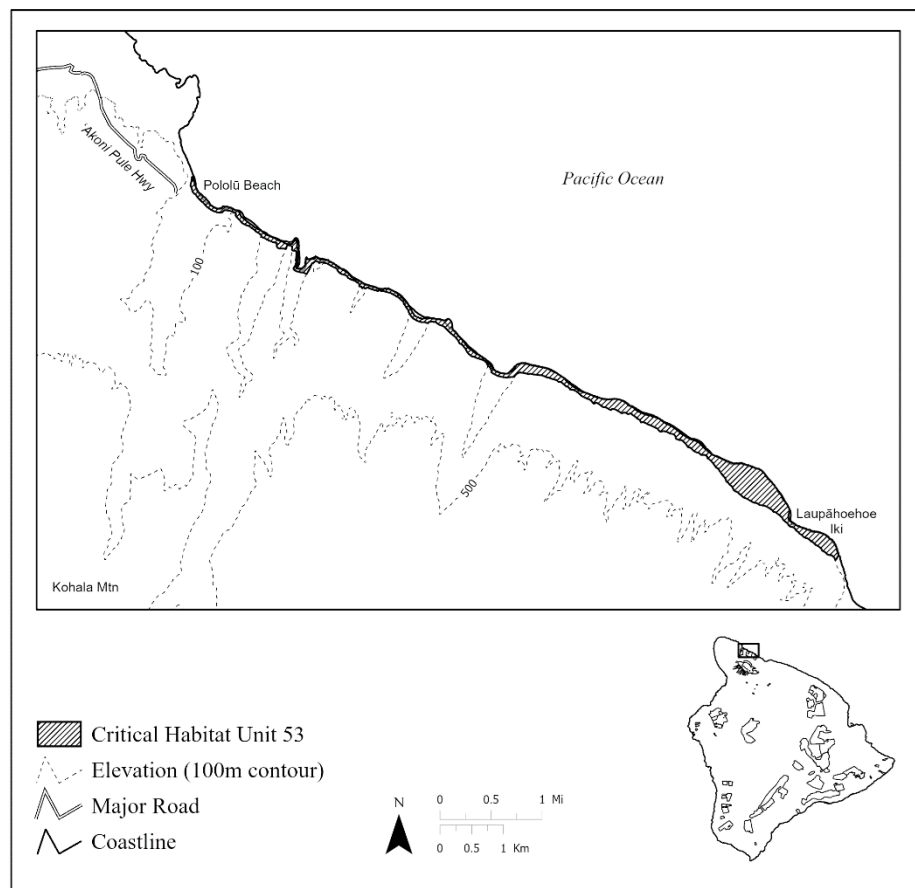 Akoni Pule Hwy
Pololū Beach
Pacific Ocean
100
500
Laupāhoehoe
Iki
Kohala Mtn
Critical Habitat Unit 53
Elevation (100m contour)
Major Road
Coastline
N
0 0.5 1 Mi
0 0.5 1 Km